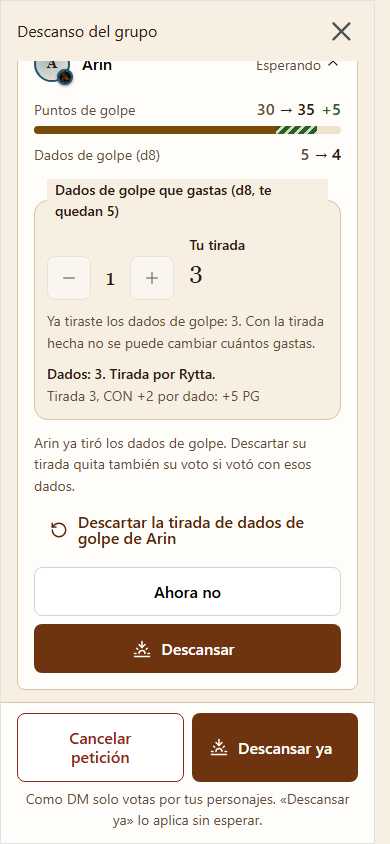 Descanso del grupo
A
Arin
Esperando
Puntos de golpe
30 → 35 +5
Dados de golpe (d8)
5 → 4
Dados de golpe que gastas (d8, te
quedan 5)
Tu tirada
− 1 +
3
Ya tiraste los dados de golpe: 3. Con la tirada
hecha no se puede cambiar cuántos gastas.
Dados: 3. Tirada por Rytta.
Tirada 3, CON +2 por dado: +5 PG
Arin ya tiró los dados de golpe. Descartar su
tirada quita también su voto si votó con esos
dados.
Descartar la tirada de dados de
golpe de Arin
Ahora no
Descansar
Cancelar
petición
Descansar ya
Como DM solo votas por tus personajes. «Descansar
ya» lo aplica sin esperar.